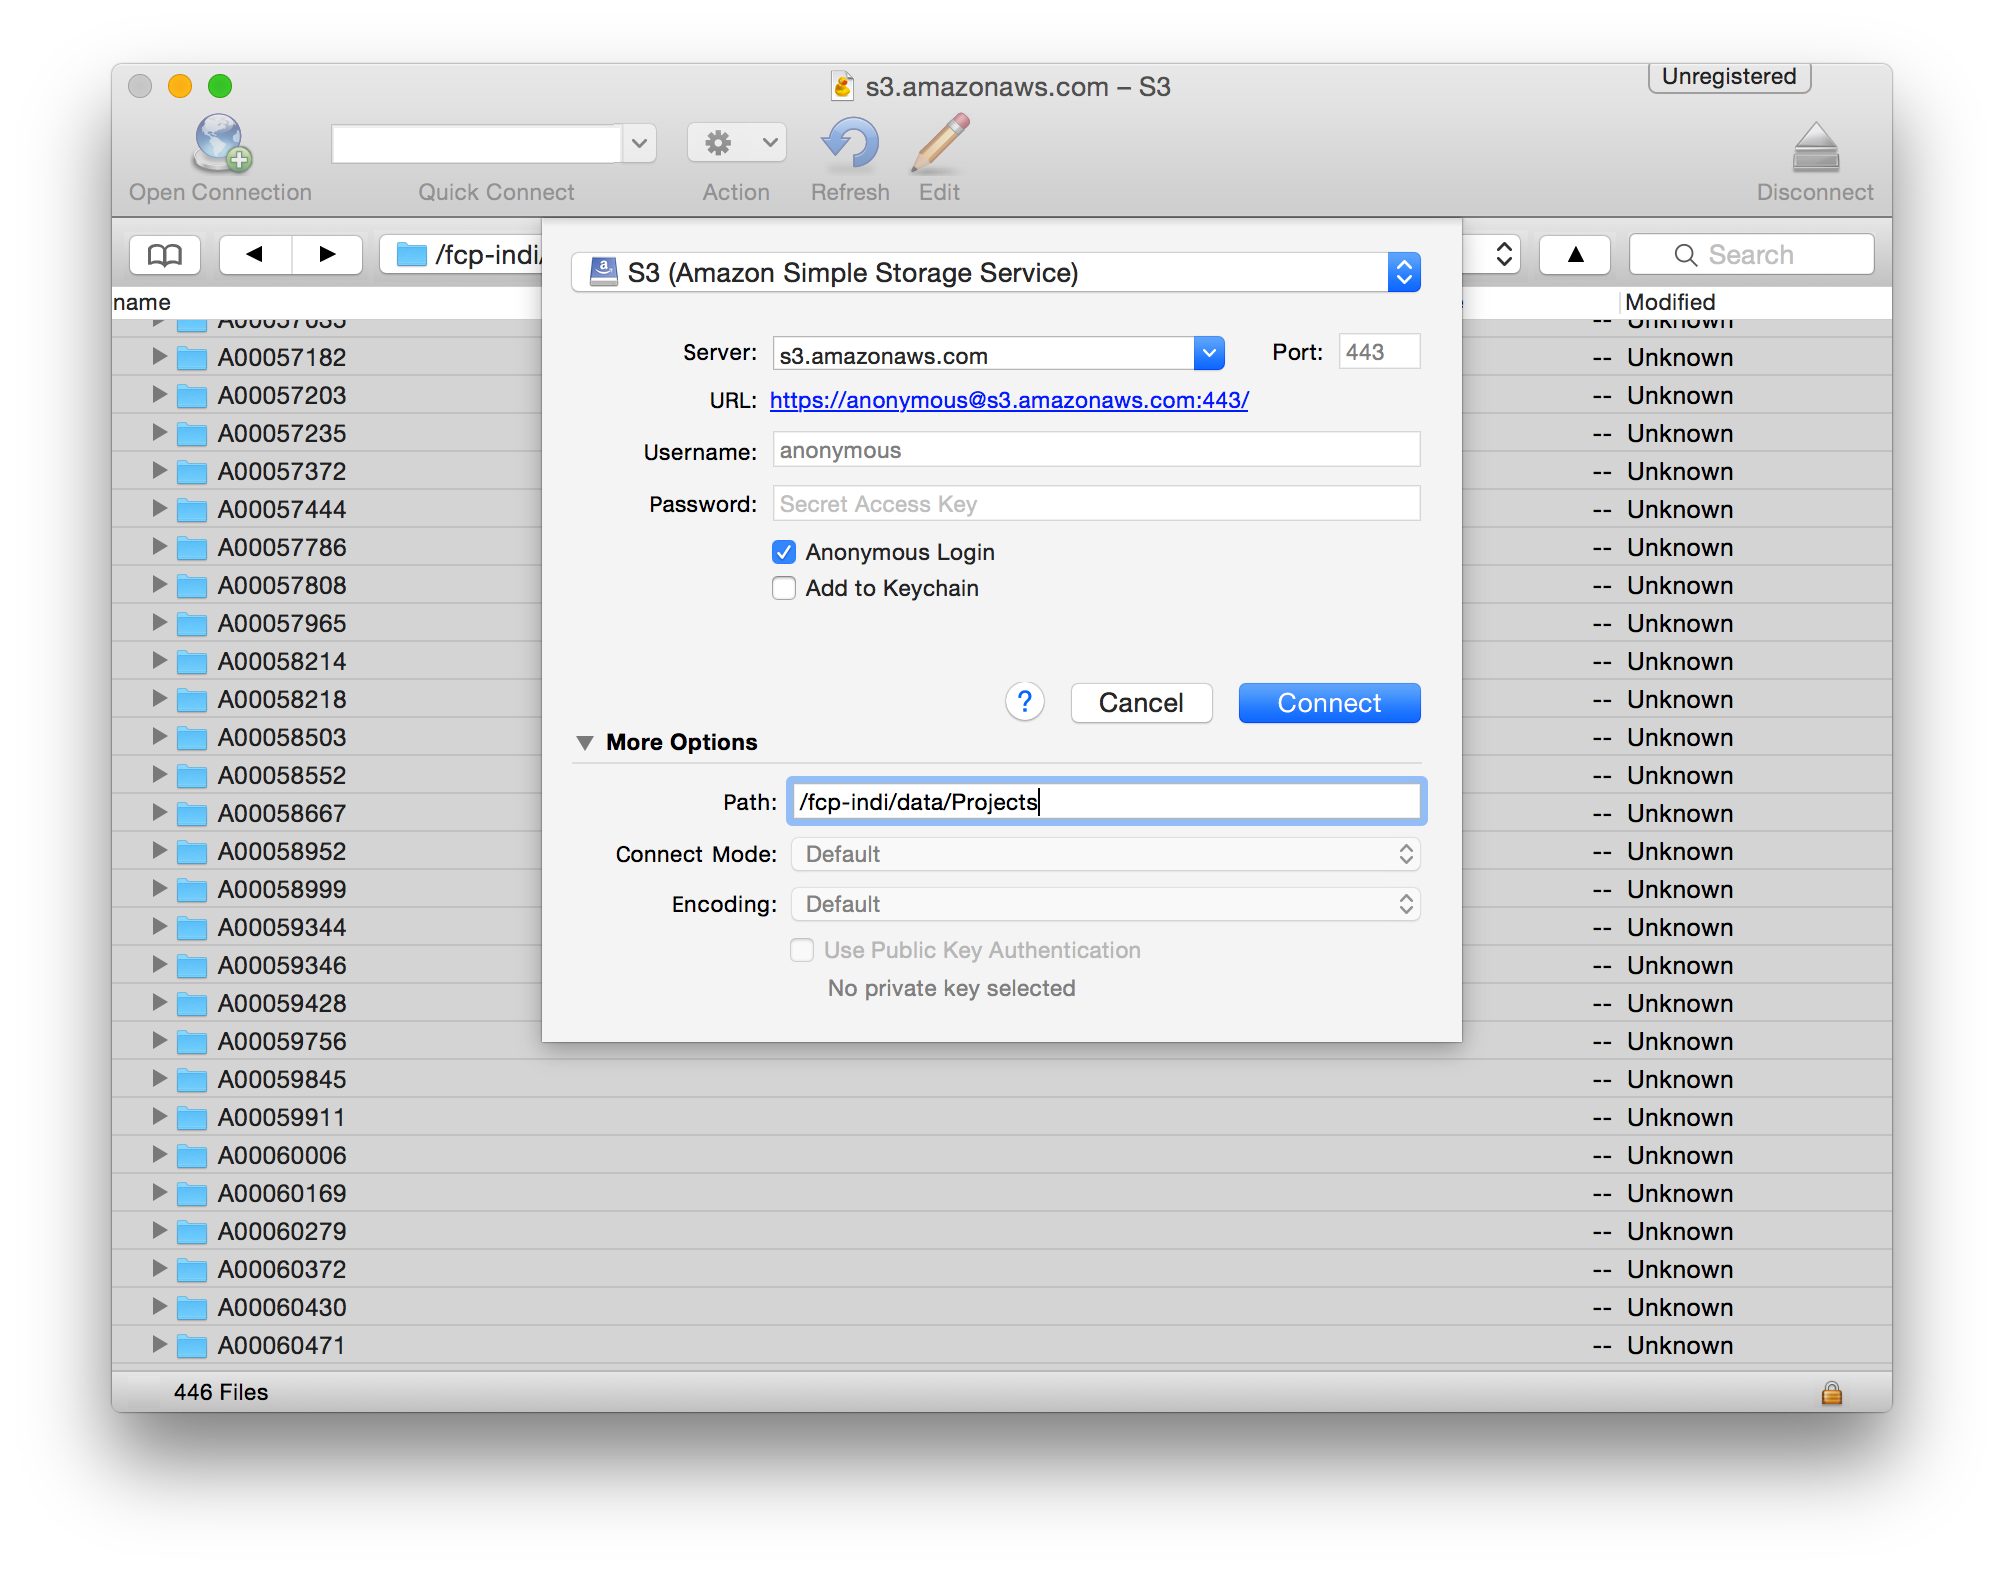 s3.amazonaws.com – S3
Unregistered
Open Connection
Quick Connect
Action
Refresh
Edit
Disconnect
/fcp-indi/
Search
name
Modified
A00057035 -- Unknown
A00057182 -- Unknown
A00057203 -- Unknown
A00057235 -- Unknown
A00057372 -- Unknown
A00057444 -- Unknown
A00057786 -- Unknown
A00057808 -- Unknown
A00057965 -- Unknown
A00058214 -- Unknown
A00058218 -- Unknown
A00058503 -- Unknown
A00058552 -- Unknown
A00058667 -- Unknown
A00058952 -- Unknown
A00058999 -- Unknown
A00059344 -- Unknown
A00059346 -- Unknown
A00059428 -- Unknown
A00059756 -- Unknown
A00059845 -- Unknown
A00059911 -- Unknown
A00060006 -- Unknown
A00060169 -- Unknown
A00060279 -- Unknown
A00060372 -- Unknown
A00060430 -- Unknown
A00060471 -- Unknown
S3 (Amazon Simple Storage Service)
Server: s3.amazonaws.com Port: 443
URL: https://anonymous@s3.amazonaws.com:443/
Username: anonymous
Password: Secret Access Key
Anonymous Login
Add to Keychain
? Cancel Connect
More Options
Path: /fcp-indi/data/Projects
Connect Mode: Default
Encoding: Default
Use Public Key Authentication
No private key selected
446 Files